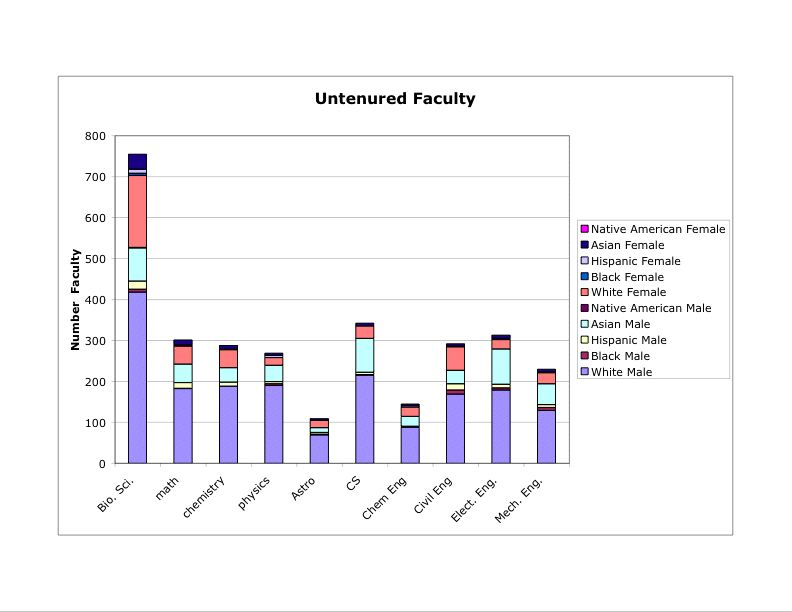 Untenured Faculty
800
700
600
500
400
300
200
100
0
Number Faculty
Bio. Sci.
math
chemistry
physics
Astro
CS
Chem Eng
Civil Eng
Elect. Eng.
Mech. Eng.
Native American Female
Asian Female
Hispanic Female
Black Female
White Female
Native American Male
Asian Male
Hispanic Male
Black Male
White Male